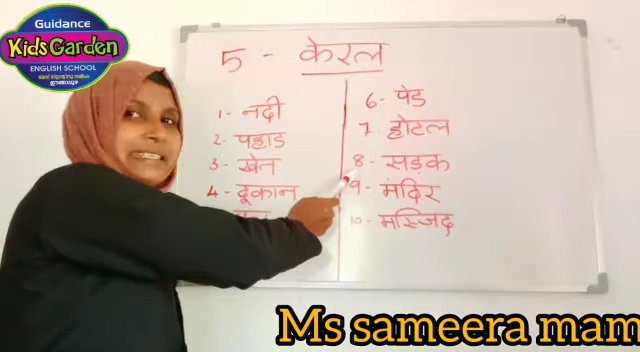 Guidance
Kids Garden
ENGLISH SCHOOL
5 - केरल
1 - नदी
2 - पहाड
3 - खेत
4 - दूकान
6 - पेड
7 - होटल
8 - सड़क
9 - मंदिर
10 - मस्जिद
Ms sameera mam